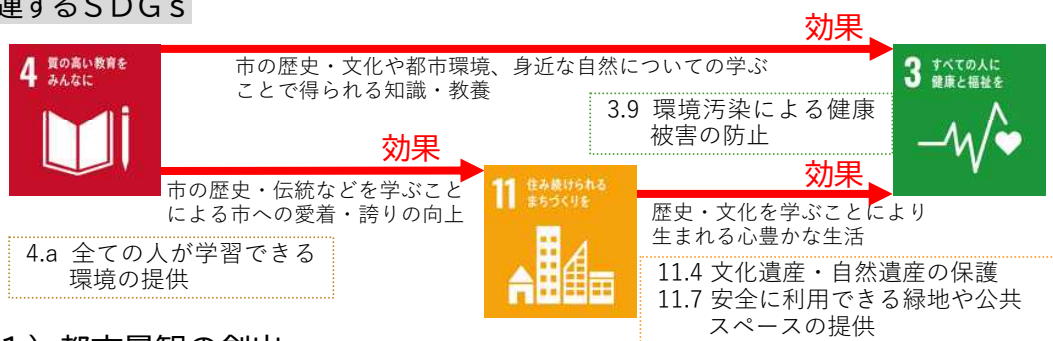 連するSDGs
効果
4 質の高い教育を
みんなに
市の歴史・文化や都市環境、身近な自然についての学ぶ
ことで得られる知識・教養
3 すべての人に
健康と福祉を
3.9 環境汚染による健康
被害の防止
効果
市の歴史・伝統などを学ぶこと
による市への愛着・誇りの向上
11 住み続けられる
まちづくりを
効果
歴史・文化を学ぶことにより
生まれる心豊かな生活
4.a 全ての人が学習できる
環境の提供
11.4 文化遺産・自然遺産の保護
11.7 安全に利用できる緑地や公共
スペースの提供
1）都市景観の創出